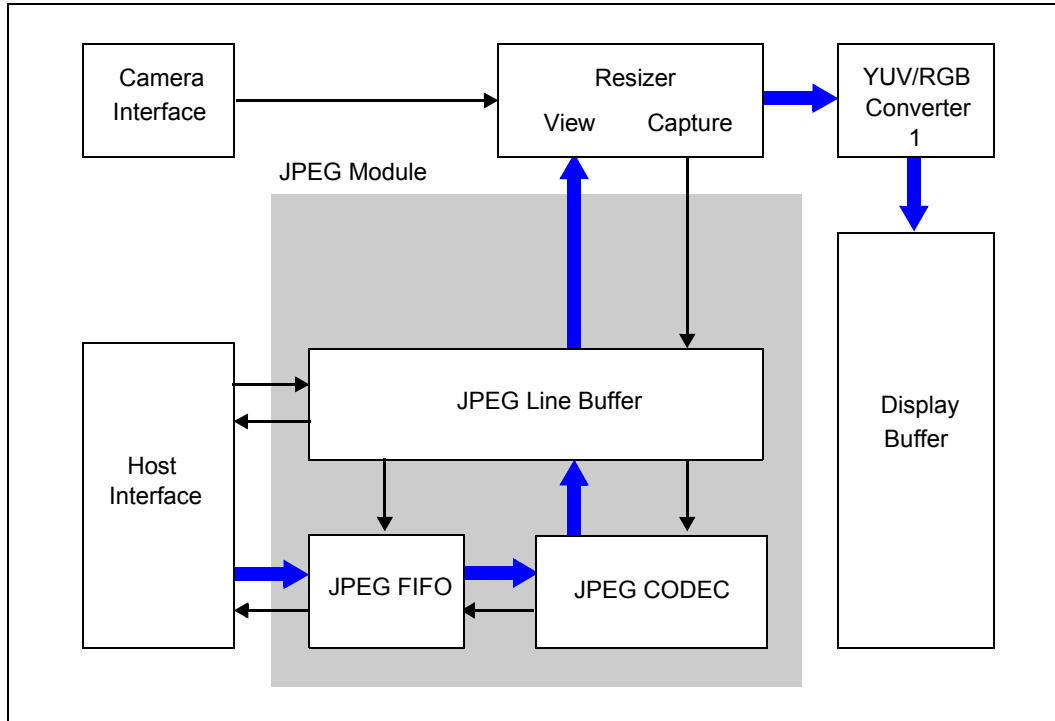 Camera
Interface
Resizer
View Capture
YUV/RGB
Converter
1
JPEG Module
JPEG Line Buffer
Display
Buffer
Host
Interface
JPEG FIFO
JPEG CODEC